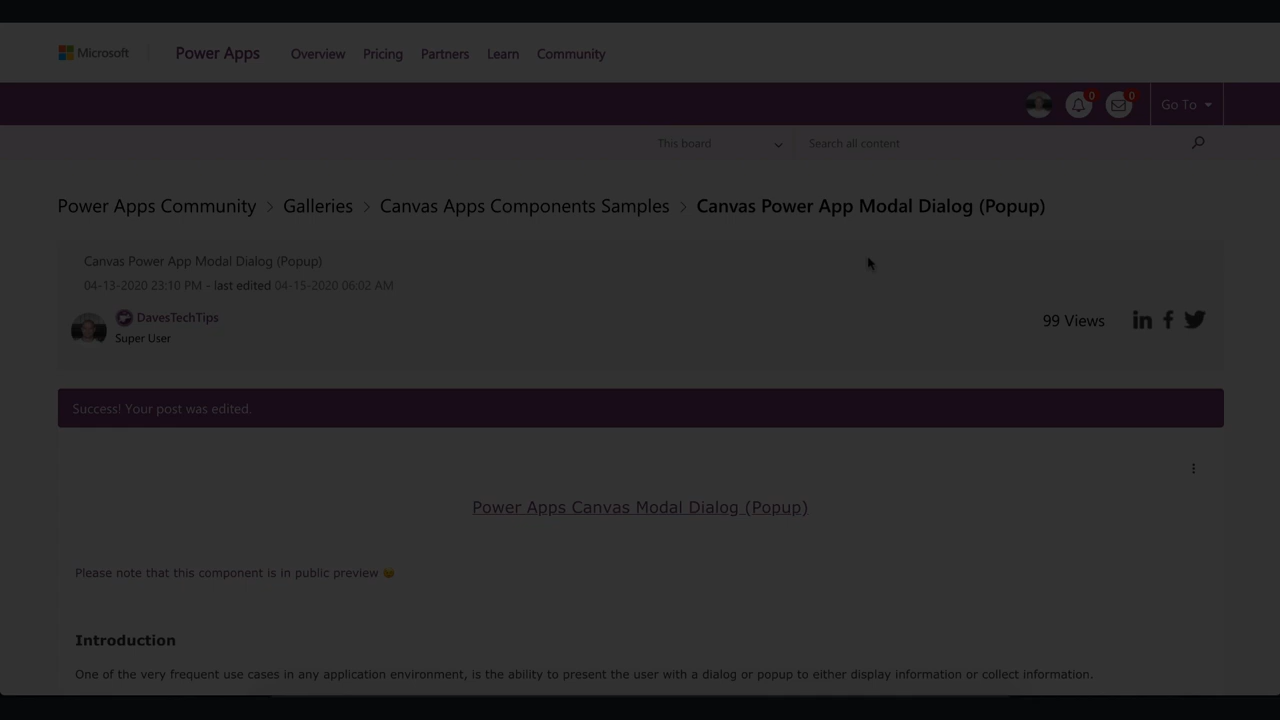 Microsoft
Power Apps
Overview
Pricing
Partners
Learn
Community
0
0
Go To
This board
Search all content
Power Apps Community > Galleries > Canvas Apps Components Samples > Canvas Power App Modal Dialog (Popup)
Canvas Power App Modal Dialog (Popup)
04-13-2020 23:10 PM - last edited 04-15-2020 06:02 AM
DavesTechTips
Super User
99 Views
Success! Your post was edited.
Power Apps Canvas Modal Dialog (Popup)
Please note that this component is in public preview
Introduction
One of the very frequent use cases in any application environment, is the ability to present the user with a dialog or popup to either display information or collect information.